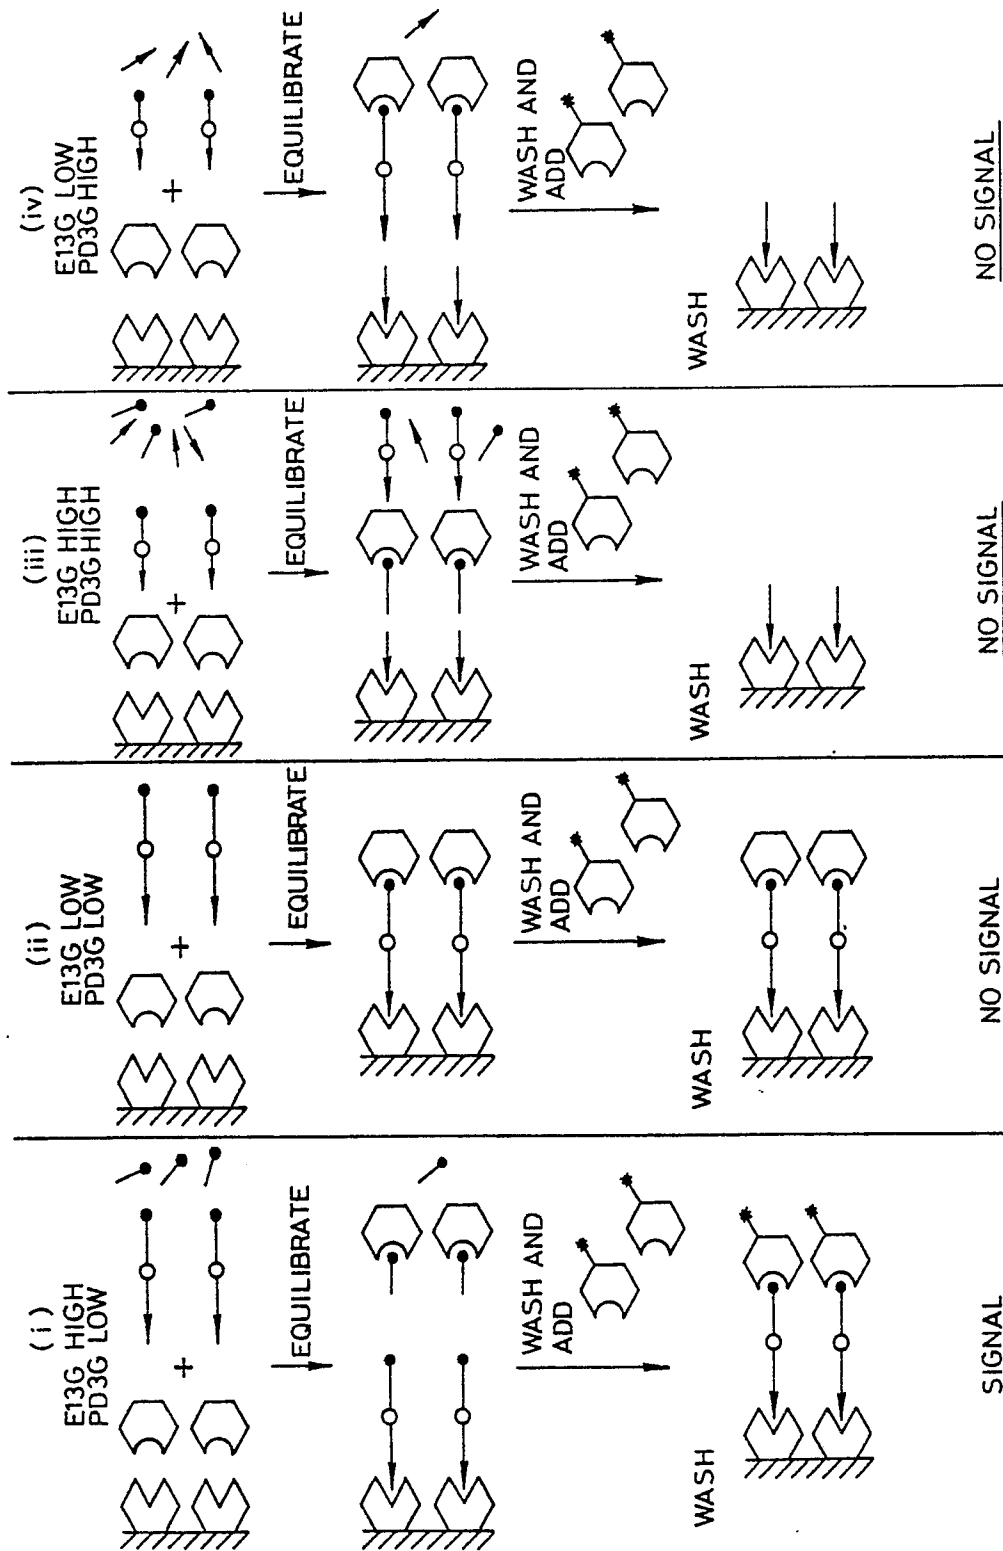 (i)
E13G HIGH
PD3G LOW
+
EQUILIBRATE
WASH AND
ADD
WASH
SIGNAL
(ii)
E13G LOW
PD3G LOW
+
EQUILIBRATE
WASH AND
ADD
WASH
NO SIGNAL
(iii)
E13G HIGH
PD3G HIGH
+
EQUILIBRATE
WASH AND
ADD
WASH
NO SIGNAL
(iv)
E13G LOW
PD3G HIGH
+
EQUILIBRATE
WASH AND
ADD
WASH
NO SIGNAL